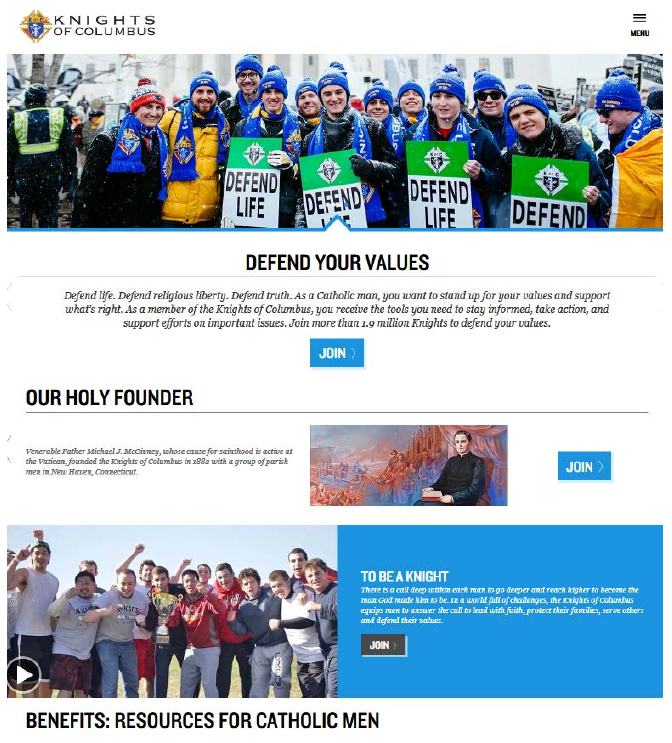 KNIGHTS
OF COLUMBUS
MENU
DEFEND
LIFE
DEFEND
LIFE
DEFEND
LIFE
DEFEND
DEFEND YOUR VALUES
Defend life. Defend religious liberty. Defend truth. As a Catholic man, you want to stand up for your values and support
what's right. As a member of the Knights of Columbus, you receive the tools you need to stay informed, take action, and
support efforts on important issues. Join more than 1.9 million Knights to defend your values.
JOIN
OUR HOLY FOUNDER
Venerable Father Michael J. McGivney, whose cause for sainthood is active at
the Vatican, founded the Knights of Columbus in 1882 with a group of parish
men in New Haven, Connecticut.
JOIN
TO BE A KNIGHT
There is a call deep within each man to go deeper and reach higher to become the
man God made him to be. In a world full of challenges, the Knights of Columbus
equips men to answer the call to lead with faith, protect their families, serve others
and defend their values.
JOIN
BENEFITS: RESOURCES FOR CATHOLIC MEN